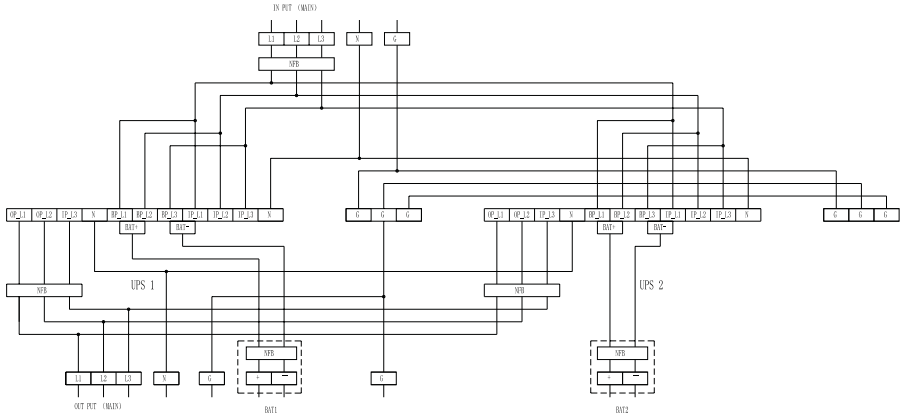 IN PUT (MAIN)
L1 L2 L3 N G
NFB
OP_L1 OP_L2 IP_L3 N BP_L1 BP_L2 BP_L3 IP_L1 IP_L2 IP_L3 N G G G OP_L1 OP_L2 IP_L3 N BP_L1 BP_L2 BP_L3 IP_L1 IP_L2 IP_L3 N G G G
BAT+ BAT- BAT+ BAT-
NFB UPS 1 NFB UPS 2
NFB NFB
L1 L2 L3 N G + - G + -
OUT PUT (MAIN) BAT1 BAT2